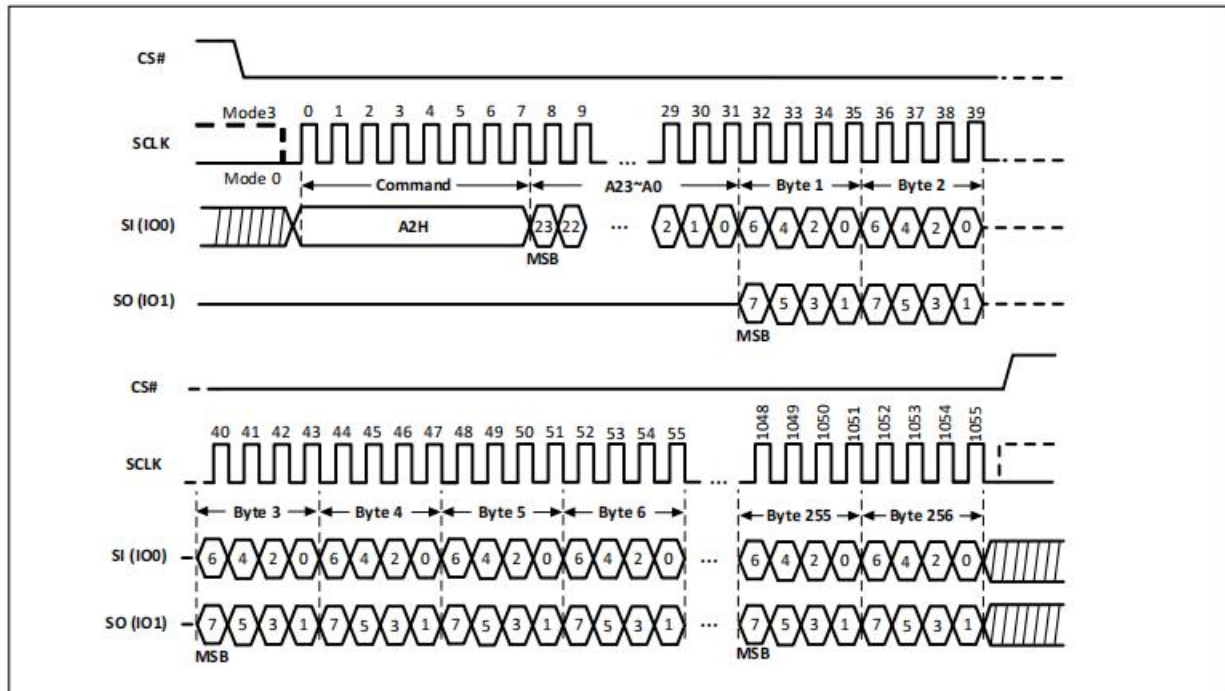 CS#
Mode3 0 1 2 3 4 5 6 7 8 9 29 30 31 32 33 34 35 36 37 38 39
SCLK ...
Mode 0 Command A23~A0 Byte 1 Byte 2
SI (IO0) A2H 23 22 ... 2 1 0 6 4 2 0 6 4 2 0
MSB
SO (IO1) 7 5 3 1 7 5 3 1
MSB
CS#
40 41 42 43 44 45 46 47 48 49 50 51 52 53 54 55 1048 1049 1050 1051 1052 1053 1054 1055
SCLK ...
Byte 3 Byte 4 Byte 5 Byte 6 Byte 255 Byte 256
SI (IO0) 6 4 2 0 6 4 2 0 6 4 2 0 6 4 2 0 ... 6 4 2 0 6 4 2 0
SO (IO1) 7 5 3 1 7 5 3 1 7 5 3 1 7 5 3 1 ... 7 5 3 1 7 5 3 1
MSB MSB